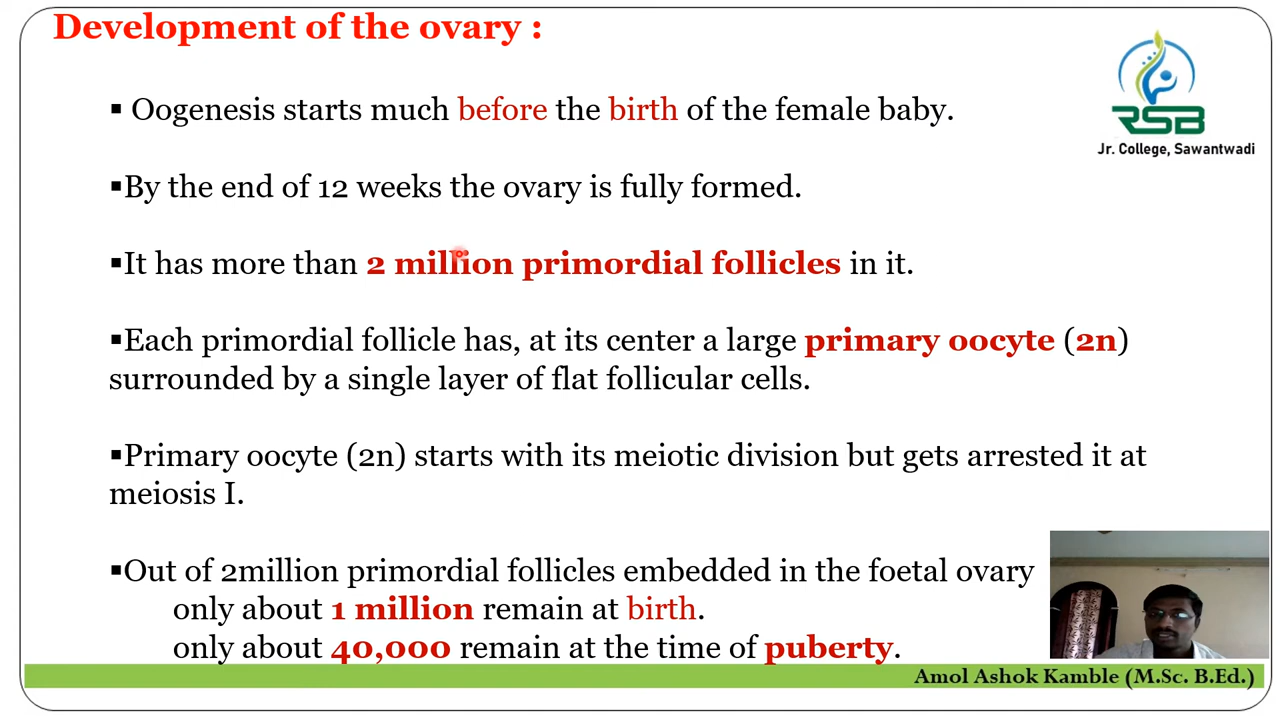 Development of the ovary :
RSB
Jr. College, Sawantwadi
▪ Oogenesis starts much before the birth of the female baby.
▪By the end of 12 weeks the ovary is fully formed.
▪It has more than 2 million primordial follicles in it.
▪Each primordial follicle has, at its center a large primary oocyte (2n)
surrounded by a single layer of flat follicular cells.
▪Primary oocyte (2n) starts with its meiotic division but gets arrested it at
meiosis I.
▪Out of 2million primordial follicles embedded in the foetal ovary
only about 1 million remain at birth.
only about 40,000 remain at the time of puberty.
Amol Ashok Kamble (M.Sc. B.Ed.)